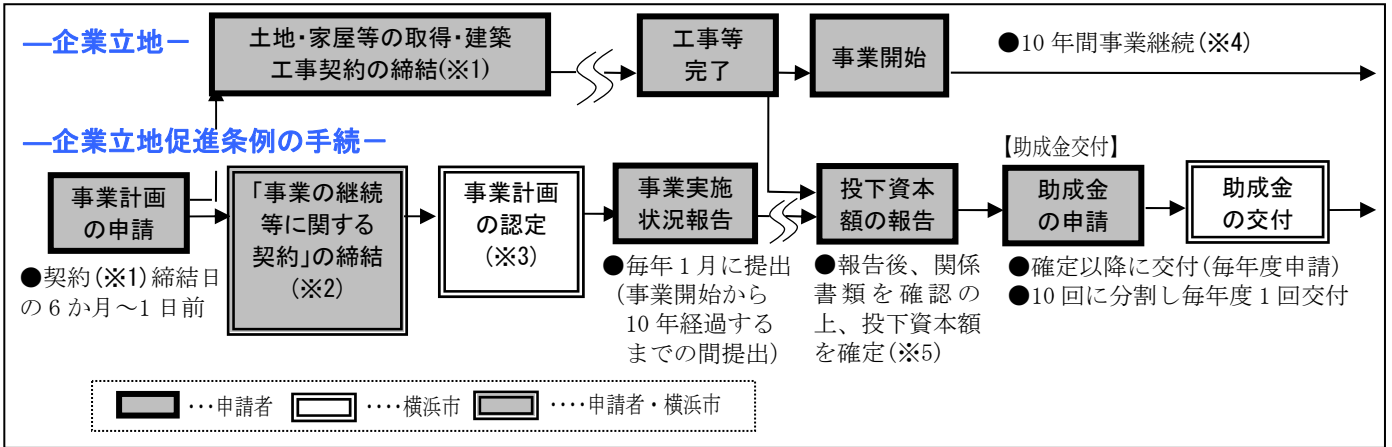 ―企業立地－
土地・家屋等の取得・建築
工事契約の締結(※1)
工事等
完了
事業開始
●10 年間事業継続(※4)
―企業立地促進条例の手続－
事業計画
の申請
「事業の継続
等に関する
契約」の締結
(※2)
事業計画
の認定
(※3)
事業実施
状況報告
投下資本
額の報告
【助成金交付】
助成金
の申請
助成金
の交付
●契約(※1)締結日
の 6 か月～1 日前
●毎年 1 月に提出
(事業開始から
10 年経過する
までの間提出)
●報告後、関係
書類を確認の
上、投下資本額
を確定(※5)
●確定以降に交付(毎年度申請)
●10 回に分割し毎年度 1 回交付
･･･申請者
････横浜市
････申請者・横浜市